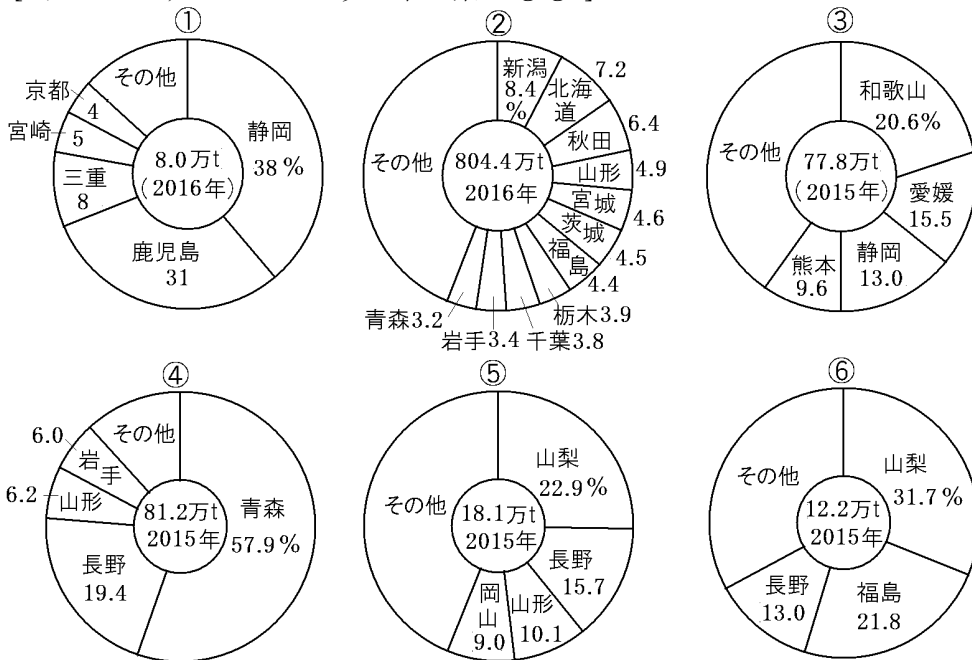 ①
その他
京都
4
宮崎
5
三重
8
鹿児島
31
静岡
38%
8.0万t
(2016年)
②
新潟
8.4
%
北海道
7.2
秋田
6.4
山形
4.9
宮城
4.6
茨城
4.5
福島
4.4
栃木3.9
千葉3.8
岩手3.4
青森3.2
その他
804.4万t
2016年
③
和歌山
20.6%
愛媛
15.5
静岡
13.0
熊本
9.6
その他
77.8万t
(2015年)
④
青森
57.9%
長野
19.4
山形
6.2
岩手
6.0
その他
81.2万t
2015年
⑤
山梨
22.9%
長野
15.7
山形
10.1
岡山
9.0
その他
18.1万t
2015年
⑥
山梨
31.7%
福島
21.8
長野
13.0
その他
12.2万t
2015年